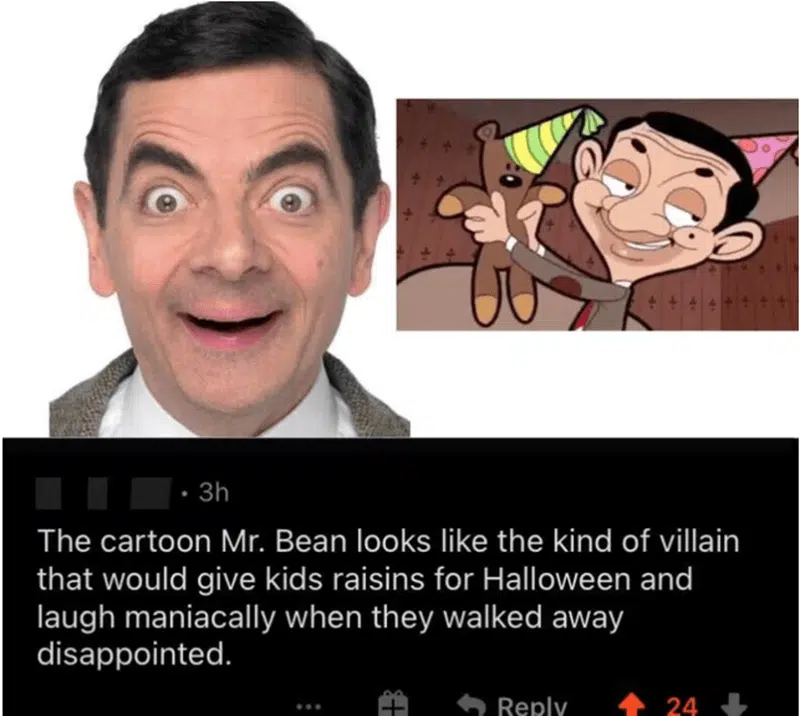 · 3h
The cartoon Mr. Bean looks like the kind of villain
that would give kids raisins for Halloween and
laugh maniacally when they walked away
disappointed.
... Reply 24